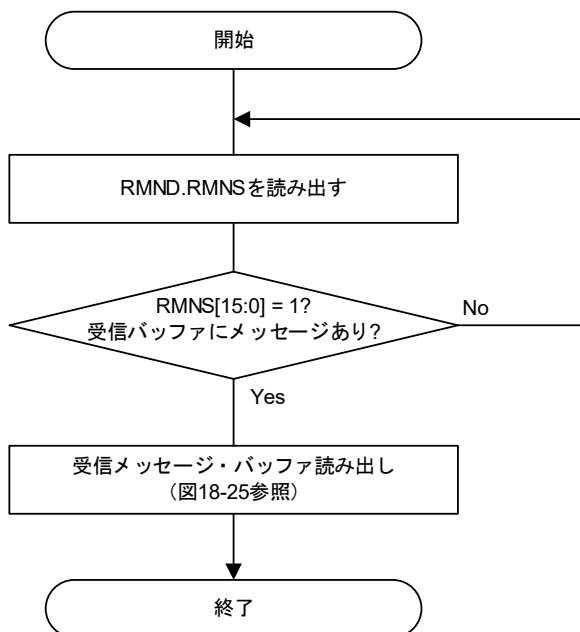 開始
RMND.RMNSを読み出す
RMNS[15:0] = 1?
受信バッファにメッセージあり?
No
Yes
受信メッセージ・バッファ読み出し
（図18-25参照）
終了